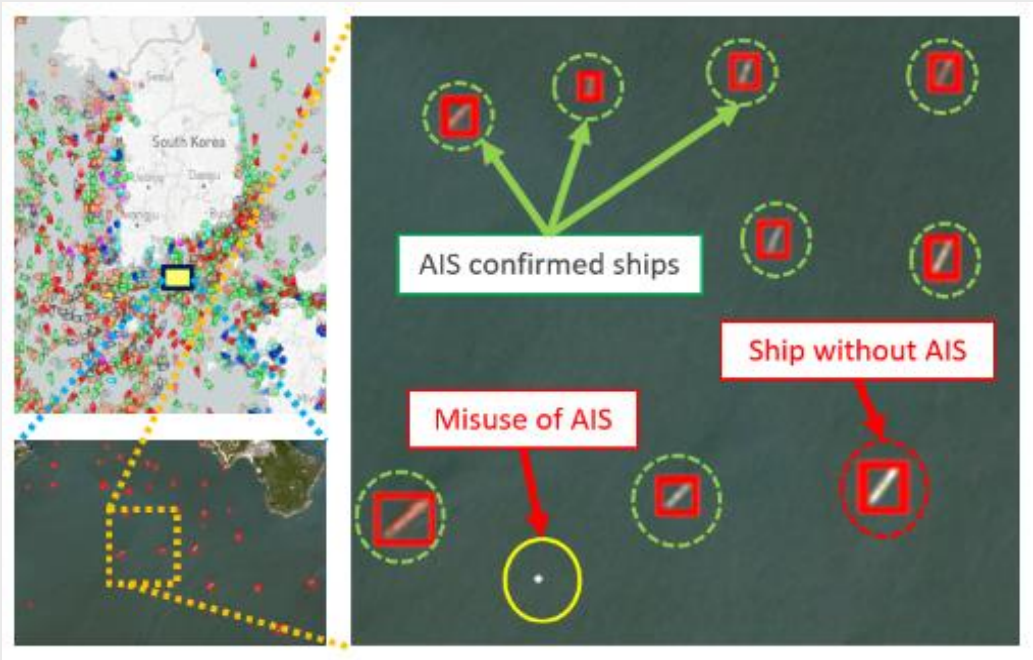 Seoul
South Korea
Daegu
AIS confirmed ships
Ship without AIS
Misuse of AIS